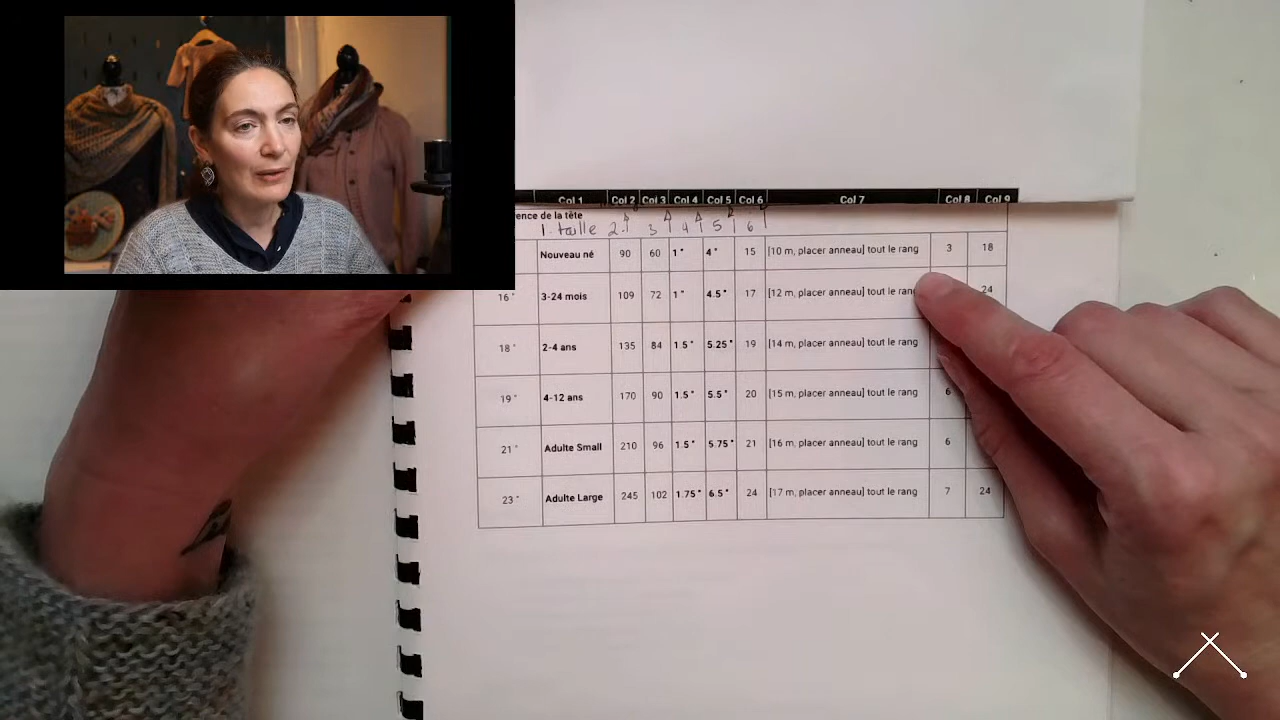 Col 1 Col 2 Col 3 Col 4 Col 5 Col 6 Col 7 Col 8 Col 9
de la tête
1. taille 2. 3 4 5 6
Nouveau né 90 60 1" 4" 15 [10 m, placer anneau] tout le rang 3 18
16" 3-24 mois 109 72 1" 4.5" 17 [12 m, placer anneau] tout le 24
18" 2-4 ans 135 84 1.5" 5.25" 19 [14 m, placer anneau] tout le rang
19" 4-12 ans 170 90 1.5" 5.5" 20 [15 m, placer anneau] tout le rang 6
21" Adulte Small 210 96 1.5" 5.75" 21 [16 m, placer anneau] tout le rang 6
23" Adulte Large 245 102 1.75" 6.5" 24 [17 m, placer anneau] tout le rang 7 24